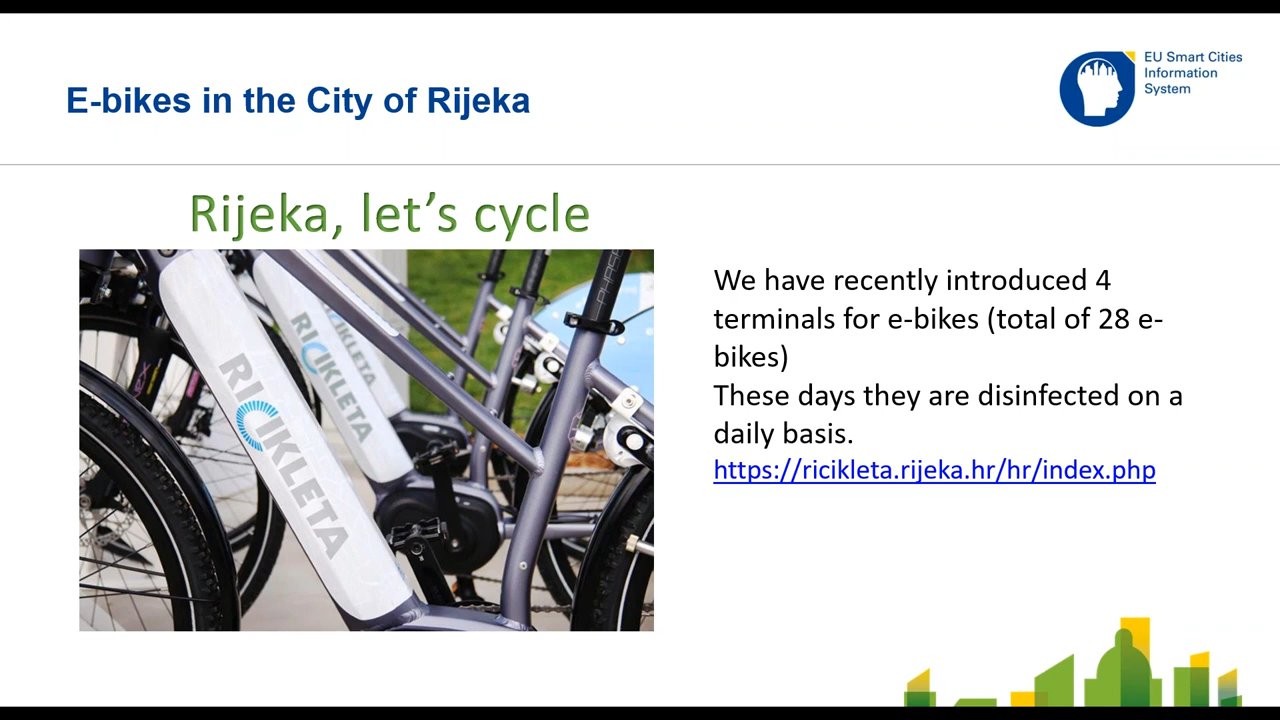 E-bikes in the City of Rijeka
EU Smart Cities
Information
System
Rijeka, let’s cycle
RICIKLETA
RICIKLETA
PHASE
We have recently introduced 4
terminals for e-bikes (total of 28 e-
bikes)
These days they are disinfected on a
daily basis.
https://ricikleta.rijeka.hr/hr/index.php